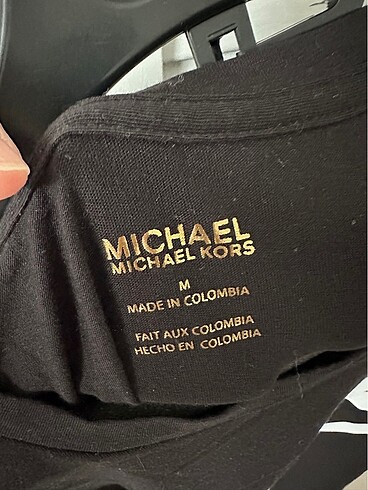 MICHAEL
MICHAEL KORS
M
MADE IN COLOMBIA
FAIT AUX COLOMBIA
HECHO EN COLOMBIA